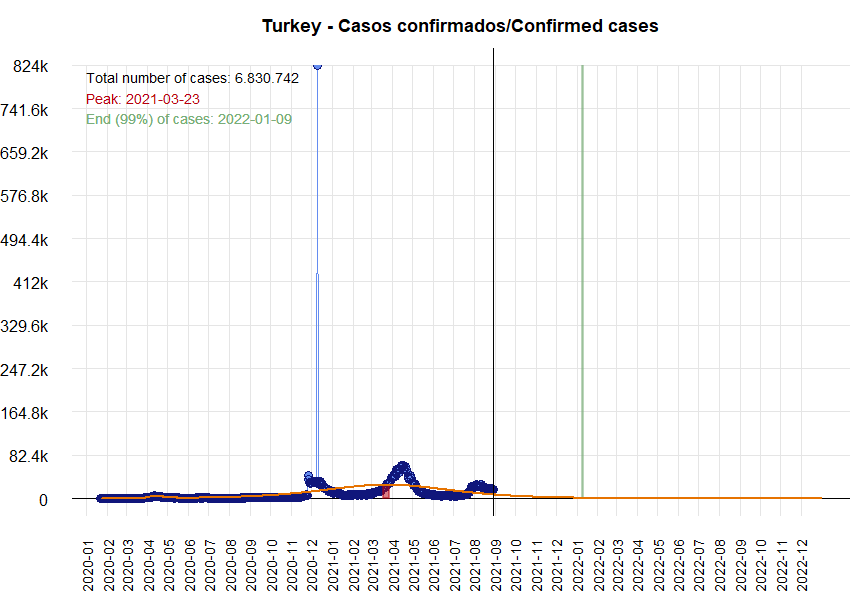 Turkey - Casos confirmados/Confirmed cases
824k
741.6k
659.2k
576.8k
494.4k
412k
329.6k
247.2k
164.8k
82.4k
0
Total number of cases: 6.830.742
Peak: 2021-03-23
End (99%) of cases: 2022-01-09
2020-01
2020-02
2020-03
2020-04
2020-05
2020-06
2020-07
2020-08
2020-09
2020-10
2020-11
2020-12
2021-01
2021-02
2021-03
2021-04
2021-05
2021-06
2021-07
2021-08
2021-09
2021-10
2021-11
2021-12
2022-01
2022-02
2022-03
2022-04
2022-05
2022-06
2022-07
2022-08
2022-09
2022-10
2022-11
2022-12